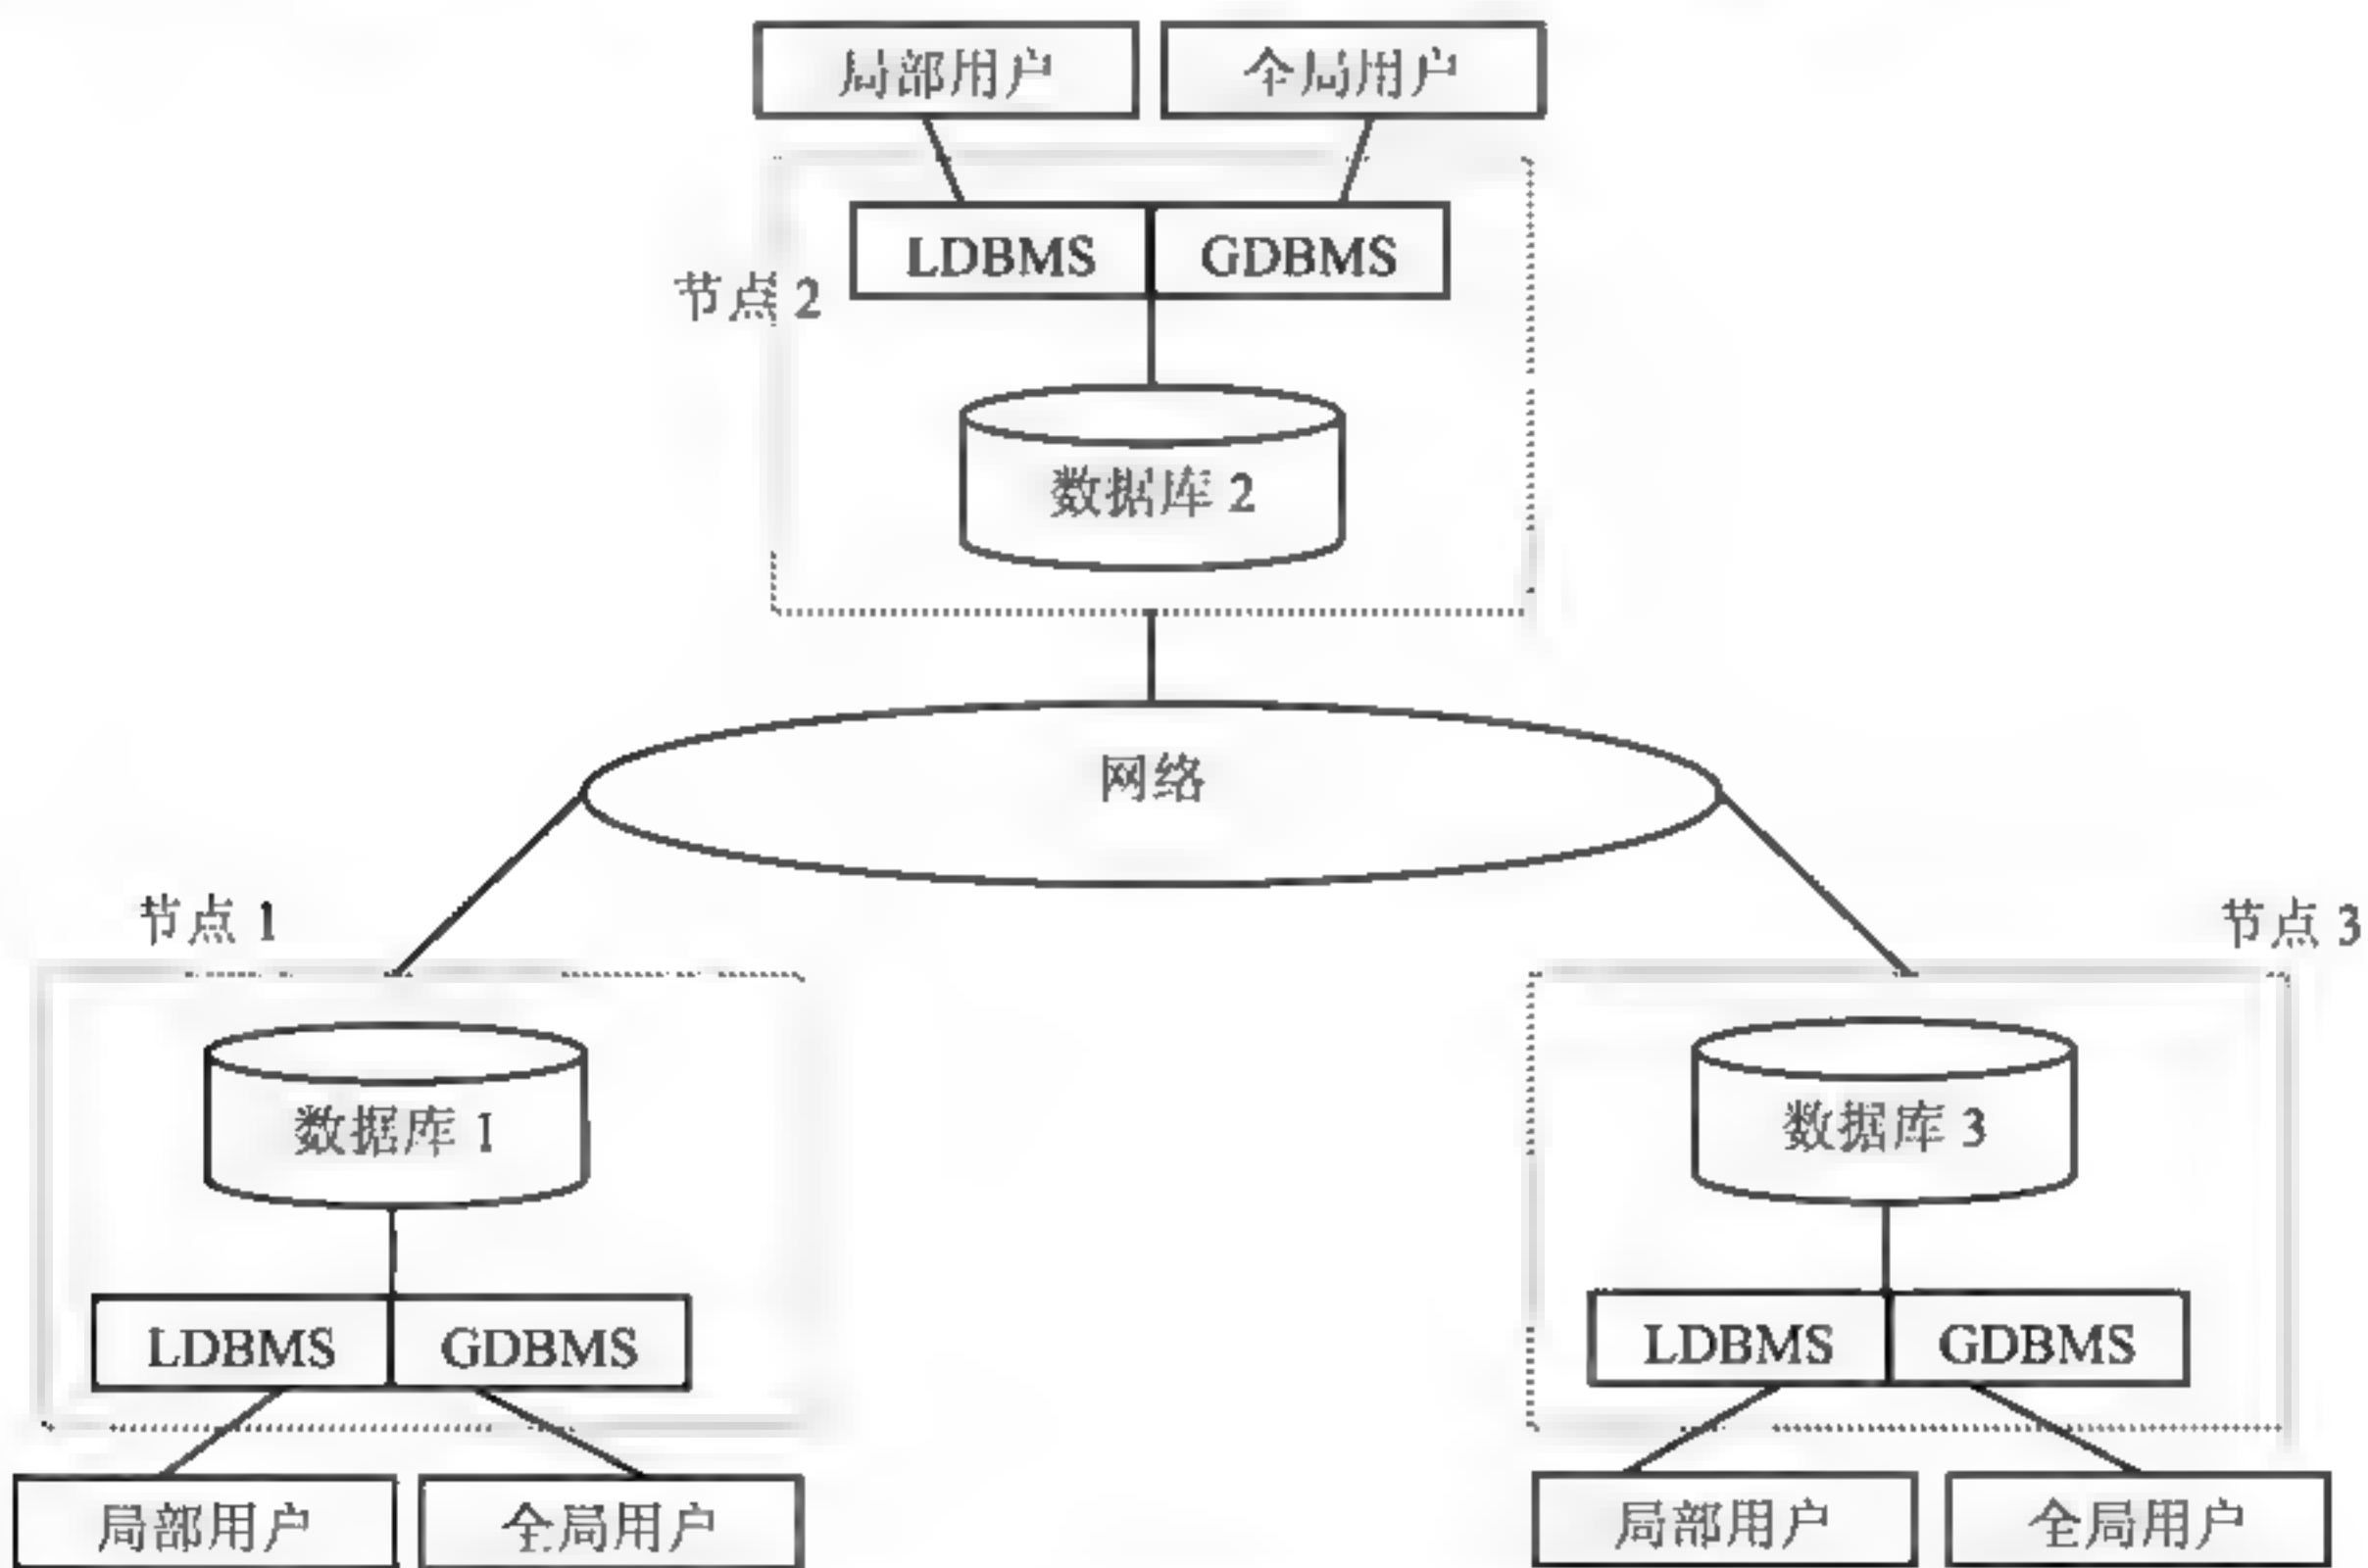 局部用户 全局用户
LDBMS GDBMS
节点 2
数据库 2
网络
节点 1
节点 3
数据库 1
数据库 3
LDBMS GDBMS
LDBMS GDBMS
局部用户 全局用户
局部用户 全局用户